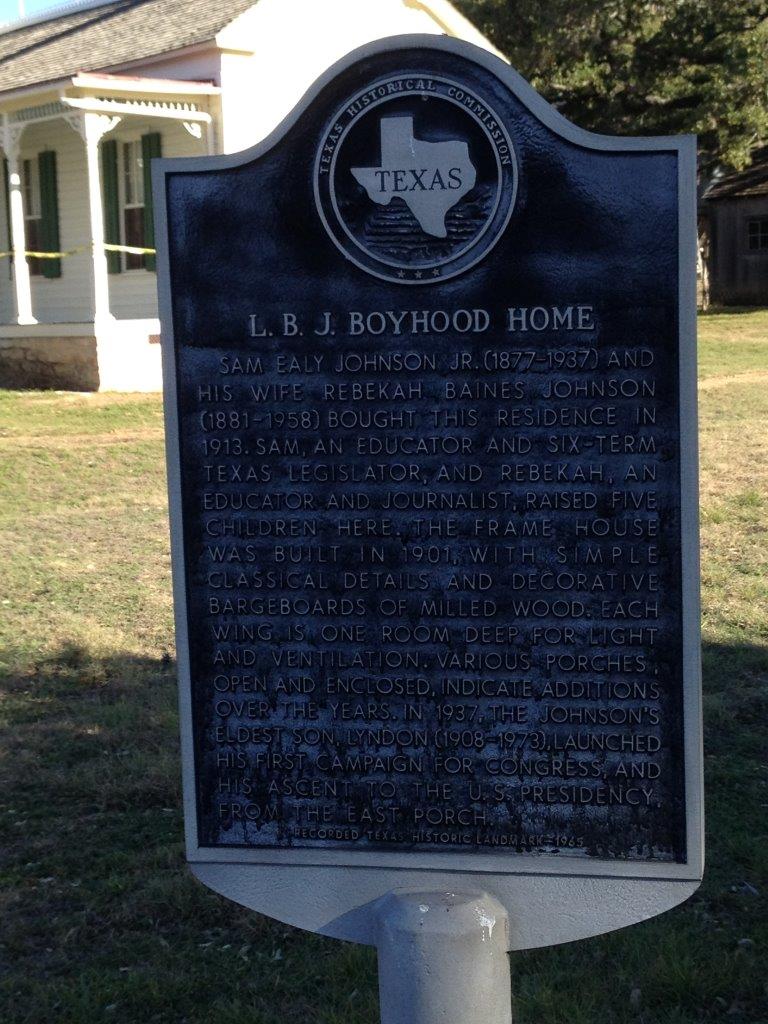 TEXAS HISTORICAL COMMISSION
TEXAS
L. B. J. BOYHOOD HOME
SAM EALY JOHNSON JR. (1877-1937) AND
HIS WIFE REBEKAH BAINES JOHNSON
(1881-1958) BOUGHT THIS RESIDENCE IN
1913. SAM, AN EDUCATOR AND SIX-TERM
TEXAS LEGISLATOR, AND REBEKAH, AN
EDUCATOR AND JOURNALIST, RAISED FIVE
CHILDREN HERE. THE FRAME HOUSE
WAS BUILT IN 1901, WITH SIMPLE
CLASSICAL DETAILS AND DECORATIVE
BARGEBOARDS OF MILLED WOOD. EACH
WING IS ONE ROOM DEEP FOR LIGHT
AND VENTILATION. VARIOUS PORCHES,
OPEN AND ENCLOSED, INDICATE ADDITIONS
OVER THE YEARS. IN 1937, THE JOHNSON'S
ELDEST SON, LYNDON (1908-1973), LAUNCHED
HIS FIRST CAMPAIGN FOR CONGRESS, AND
HIS ASCENT TO THE U.S. PRESIDENCY,
FROM THE EAST PORCH.
RECORDED TEXAS HISTORIC LANDMARK-1965